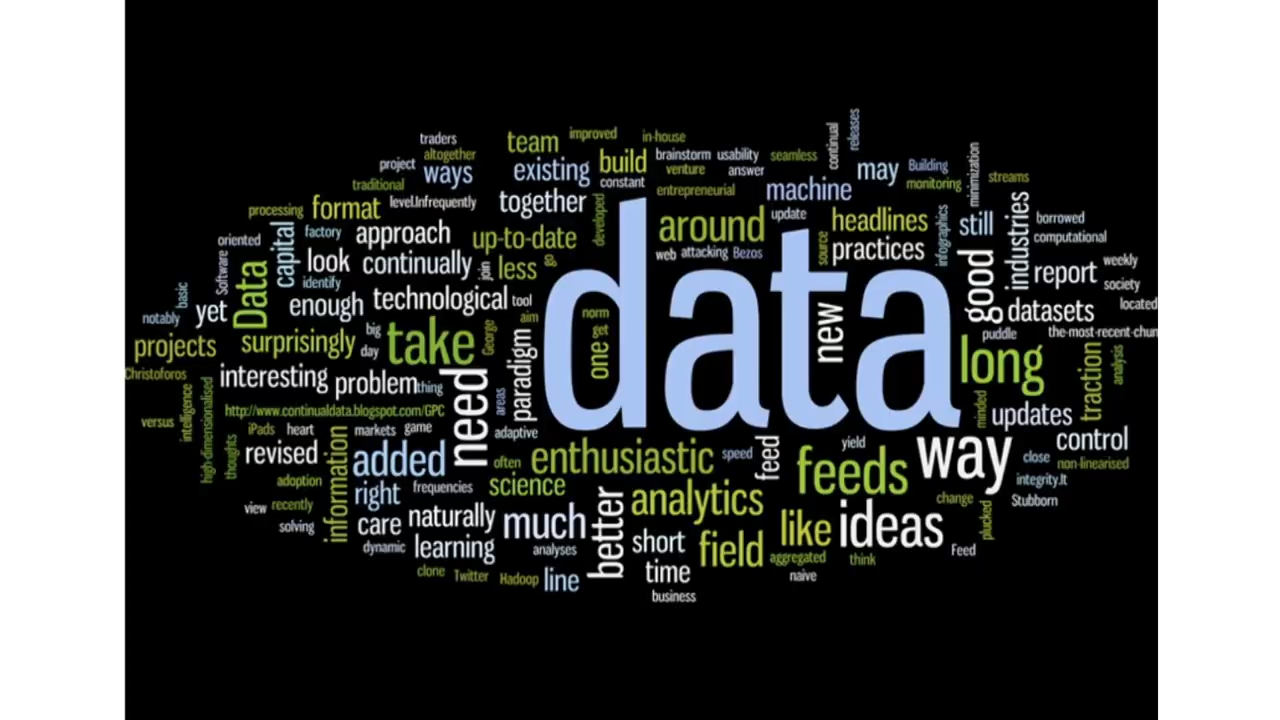 traders
altogether
project
ways
traditional
level.Infrequently
processing
format
team
improved
in-house
existing
build
constant
together
developed
brainstorm
usability
venture
answer
entrepreneurial
seamless
continual
releases
machine
may
Building
monitoring
minimization
streams
oriented
factory
approach
up-to-date
around
update
headlines
infographics
still
industries
borrowed
computational
Software
capital
look
continually
join
less
go
web
attacking
Bezos
source
practices
good
report
weekly
society
identify
basic
yet
Data
enough
technological
tool
data
datasets
located
notably
projects
surprisingly
big
day
take
George
aim
paradigm
norm
one
get
new
puddle
the-most-recent-chun
long
traction
analysis
Christoforos
interesting
problem
thing
need
areas
minded
updates
versus
intelligence
high-dimensionalised
http://www.continualdata.blogspot.com/GPC
thoughts
iPads
heart
markets
game
adaptive
revised
information
added
often
enthusiastic
speed
feed
yield
feeds
way
close
control
non-linearised
adoption
right
frequencies
science
analytics
integrity.It
change
Stubborn
view
recently
solving
care
naturally
much
better
short
field
like
ideas
plucked
dynamic
learning
analyses
aggregated
think
Feed
clone
Twitter
Hadoop
line
time
naive
business